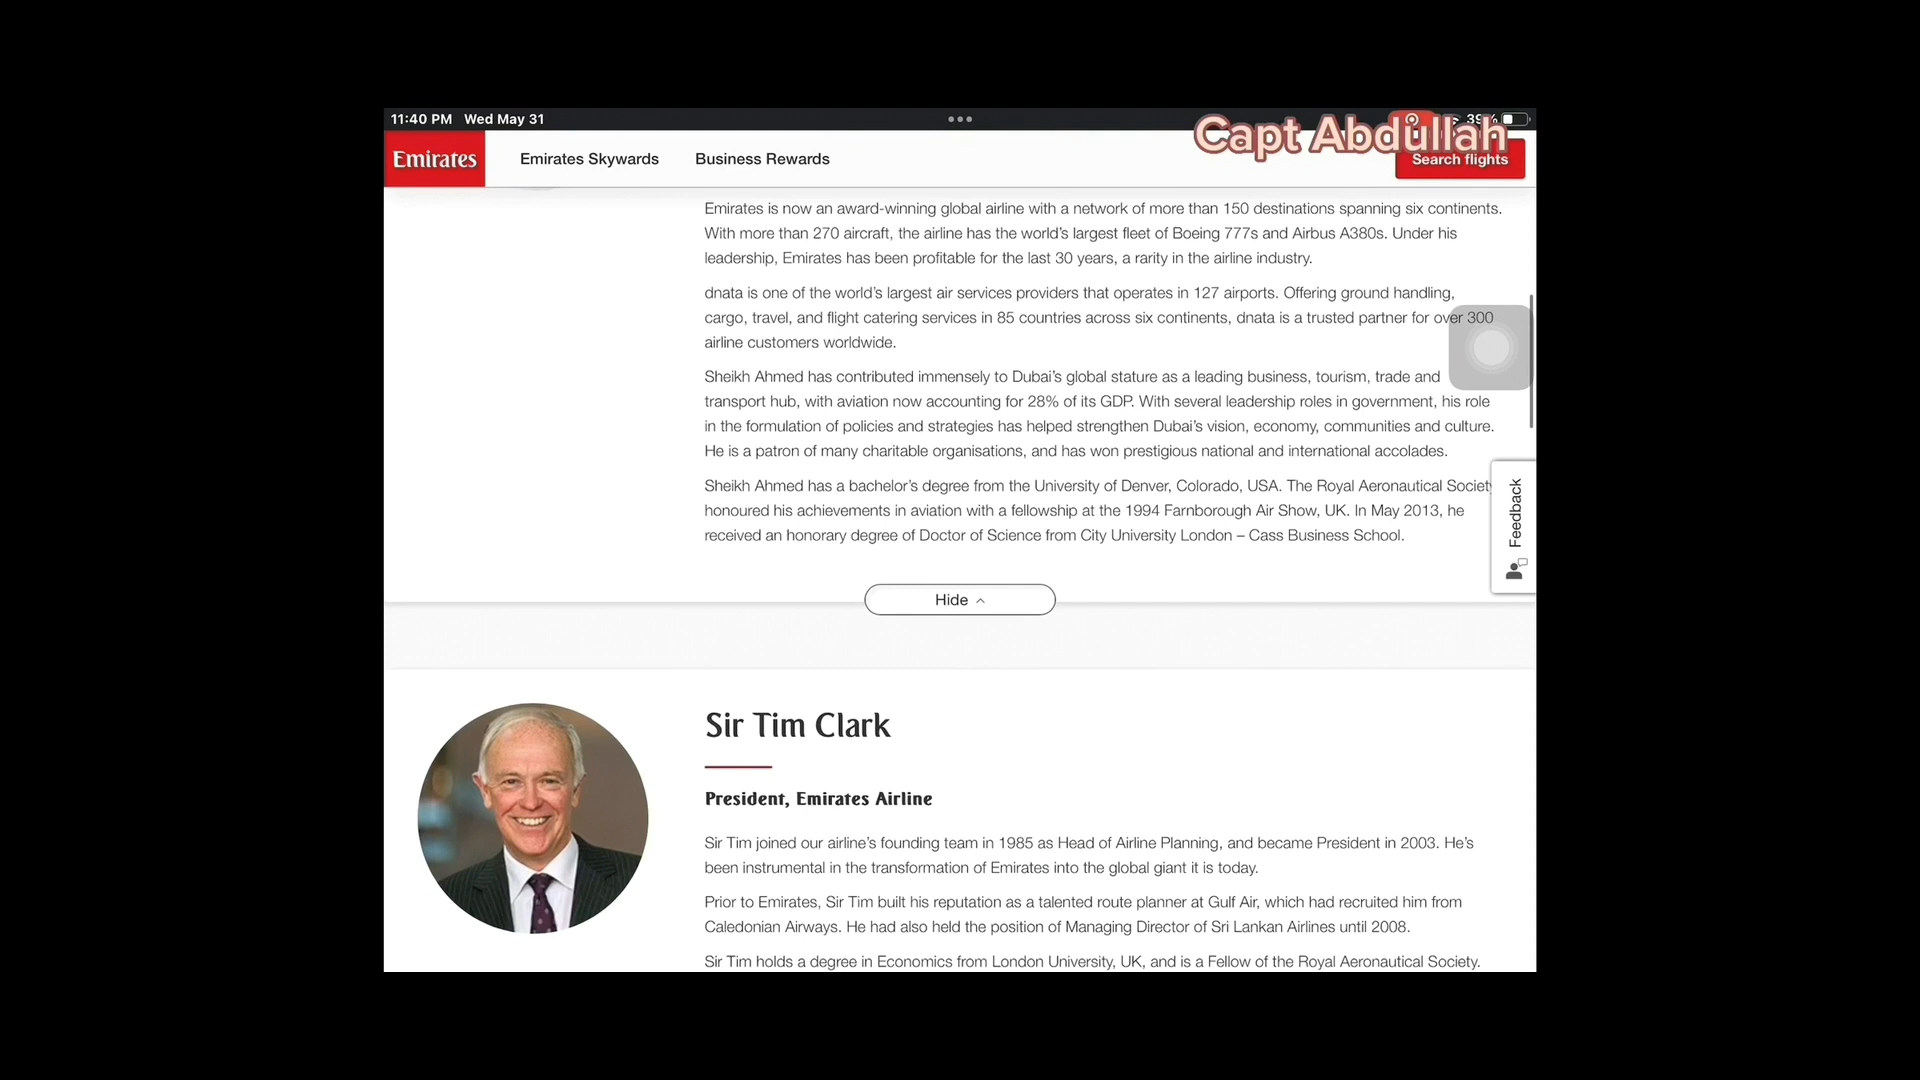 11:40 PM Wed May 31
39%
Capt Abdullah
Emirates
Emirates Skywards
Business Rewards
Search flights
Emirates is now an award-winning global airline with a network of more than 150 destinations spanning six continents.
With more than 270 aircraft, the airline has the world’s largest fleet of Boeing 777s and Airbus A380s. Under his
leadership, Emirates has been profitable for the last 30 years, a rarity in the airline industry.
dnata is one of the world’s largest air services providers that operates in 127 airports. Offering ground handling,
cargo, travel, and flight catering services in 85 countries across six continents, dnata is a trusted partner for over 300
airline customers worldwide.
Sheikh Ahmed has contributed immensely to Dubai’s global stature as a leading business, tourism, trade and
transport hub, with aviation now accounting for 28% of its GDP. With several leadership roles in government, his role
in the formulation of policies and strategies has helped strengthen Dubai’s vision, economy, communities and culture.
He is a patron of many charitable organisations, and has won prestigious national and international accolades.
Sheikh Ahmed has a bachelor’s degree from the University of Denver, Colorado, USA. The Royal Aeronautical Society
honoured his achievements in aviation with a fellowship at the 1994 Farnborough Air Show, UK. In May 2013, he
received an honorary degree of Doctor of Science from City University London – Cass Business School.
Feedback
Hide
Sir Tim Clark
President, Emirates Airline
Sir Tim joined our airline’s founding team in 1985 as Head of Airline Planning, and became President in 2003. He’s
been instrumental in the transformation of Emirates into the global giant it is today.
Prior to Emirates, Sir Tim built his reputation as a talented route planner at Gulf Air, which had recruited him from
Caledonian Airways. He had also held the position of Managing Director of Sri Lankan Airlines until 2008.
Sir Tim holds a degree in Economics from London University, UK, and is a Fellow of the Royal Aeronautical Society.